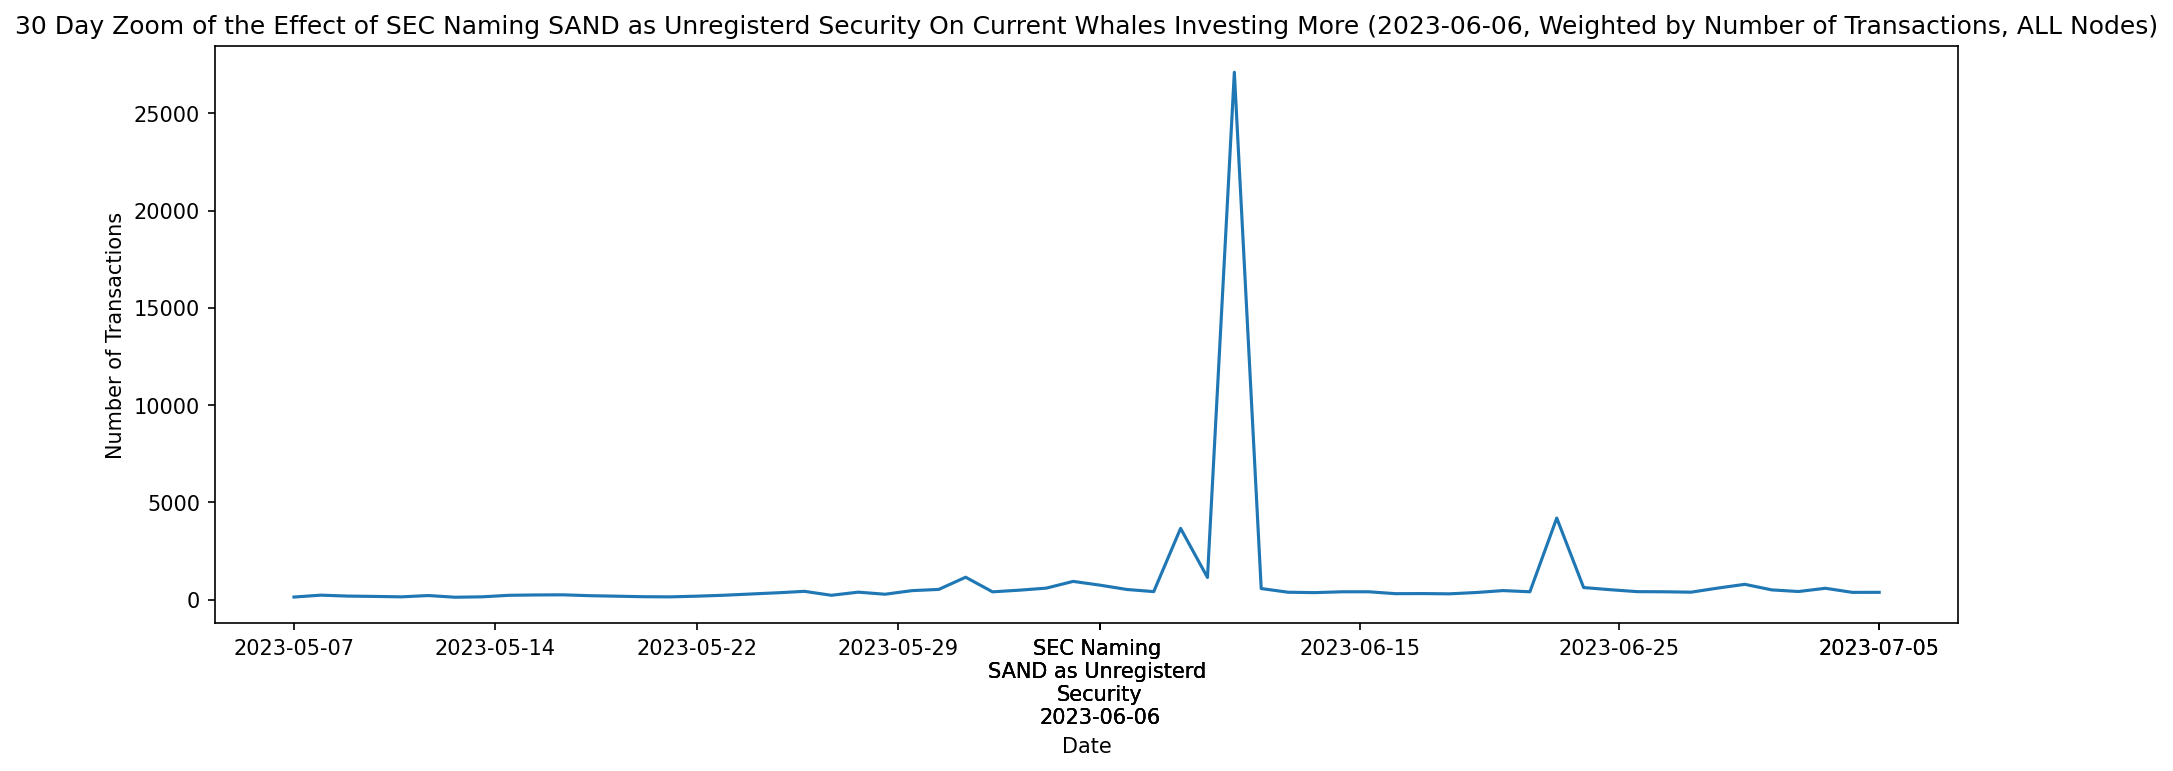 30 Day Zoom of the Effect of SEC Naming SAND as Unregisterd Security On Current Whales Investing More (2023-06-06, Weighted by Number of Transactions, ALL Nodes)
Number of Transactions
25000
20000
15000
10000
5000
0
2023-05-07
2023-05-14
2023-05-22
2023-05-29
SEC Naming
SAND as Unregisterd
Security
2023-06-06
2023-06-15
2023-06-25
2023-07-05
Date